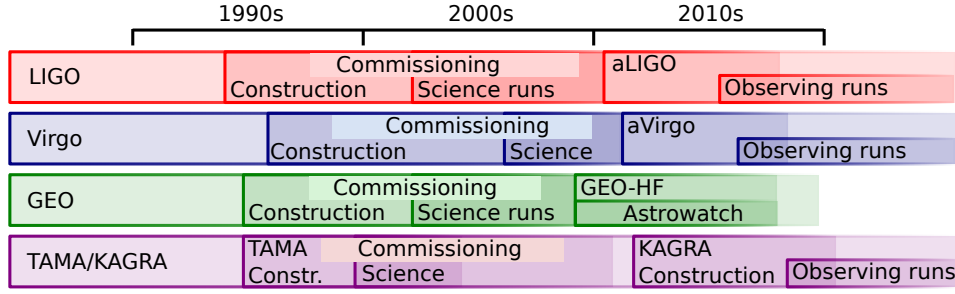 1990s 2000s 2010s
LIGO Commissioning aLIGO
Construction Science runs Observing runs
Virgo Commissioning aVirgo
Construction Science Observing runs
GEO Commissioning GEO-HF
Construction Science runs Astrowatch
TAMA/KAGRA TAMA Commissioning KAGRA
Constr. Science Construction Observing runs